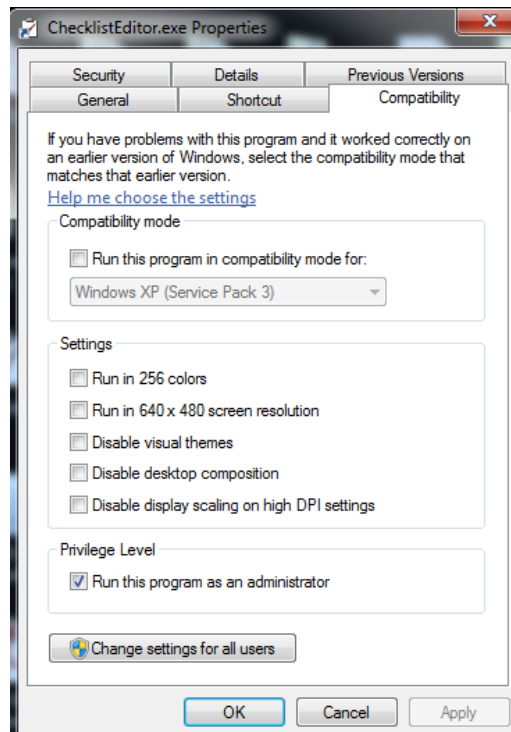 ChecklistEditor.exe Properties
x
Security Details Previous Versions
General Shortcut Compatibility
If you have problems with this program and it worked correctly on
an earlier version of Windows, select the compatibility mode that
matches that earlier version.
Help me choose the settings
Compatibility mode
Run this program in compatibility mode for:
Windows XP (Service Pack 3)
Settings
Run in 256 colors
Run in 640 x 480 screen resolution
Disable visual themes
Disable desktop composition
Disable display scaling on high DPI settings
Privilege Level
Run this program as an administrator
Change settings for all users
OK Cancel Apply